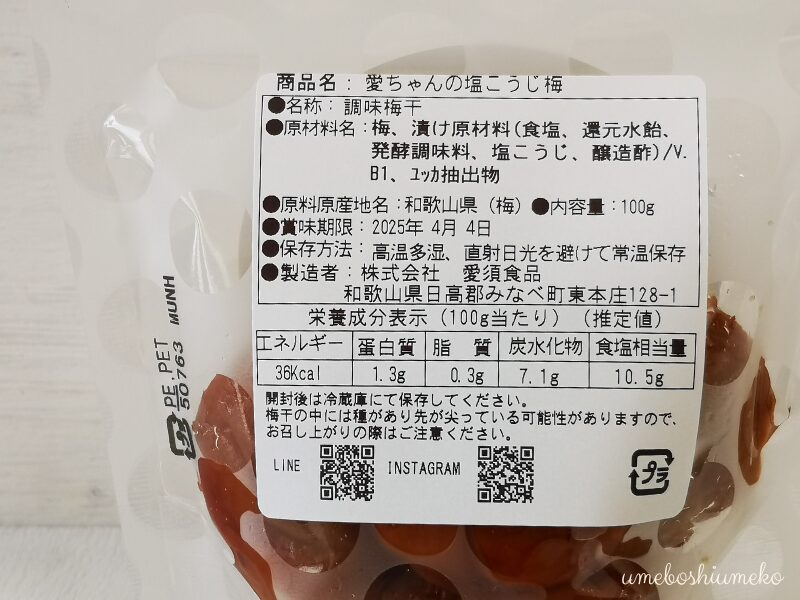 商品名：愛ちゃんの塩こうじ梅
●名称：調味梅干
●原材料名：梅、漬け原材料(食塩、還元水飴、
発酵調味料、塩こうじ、醸造酢)/V.
B1、ﾕｯｶ抽出物
●原料原産地名：和歌山県（梅）●内容量：100g
●賞味期限：2025年 4月 4日
●保存方法：高温多湿、直射日光を避けて常温保存
●製造者：株式会社　愛須食品
和歌山県日高郡みなべ町東本庄128-1
栄養成分表示（100g当たり）（推定値）
エネルギー 蛋白質 脂　質 炭水化物 食塩相当量
36Kcal 1.3g 0.3g 7.1g 10.5g
開封後は冷蔵庫にて保存してください。
梅干の中には種があり先が尖っている可能性がありますので、
お召し上がりの際はご注意ください。
LINE INSTAGRAM
プラ
PE.PET MUNH
50763
プラ
umeboshiumeko